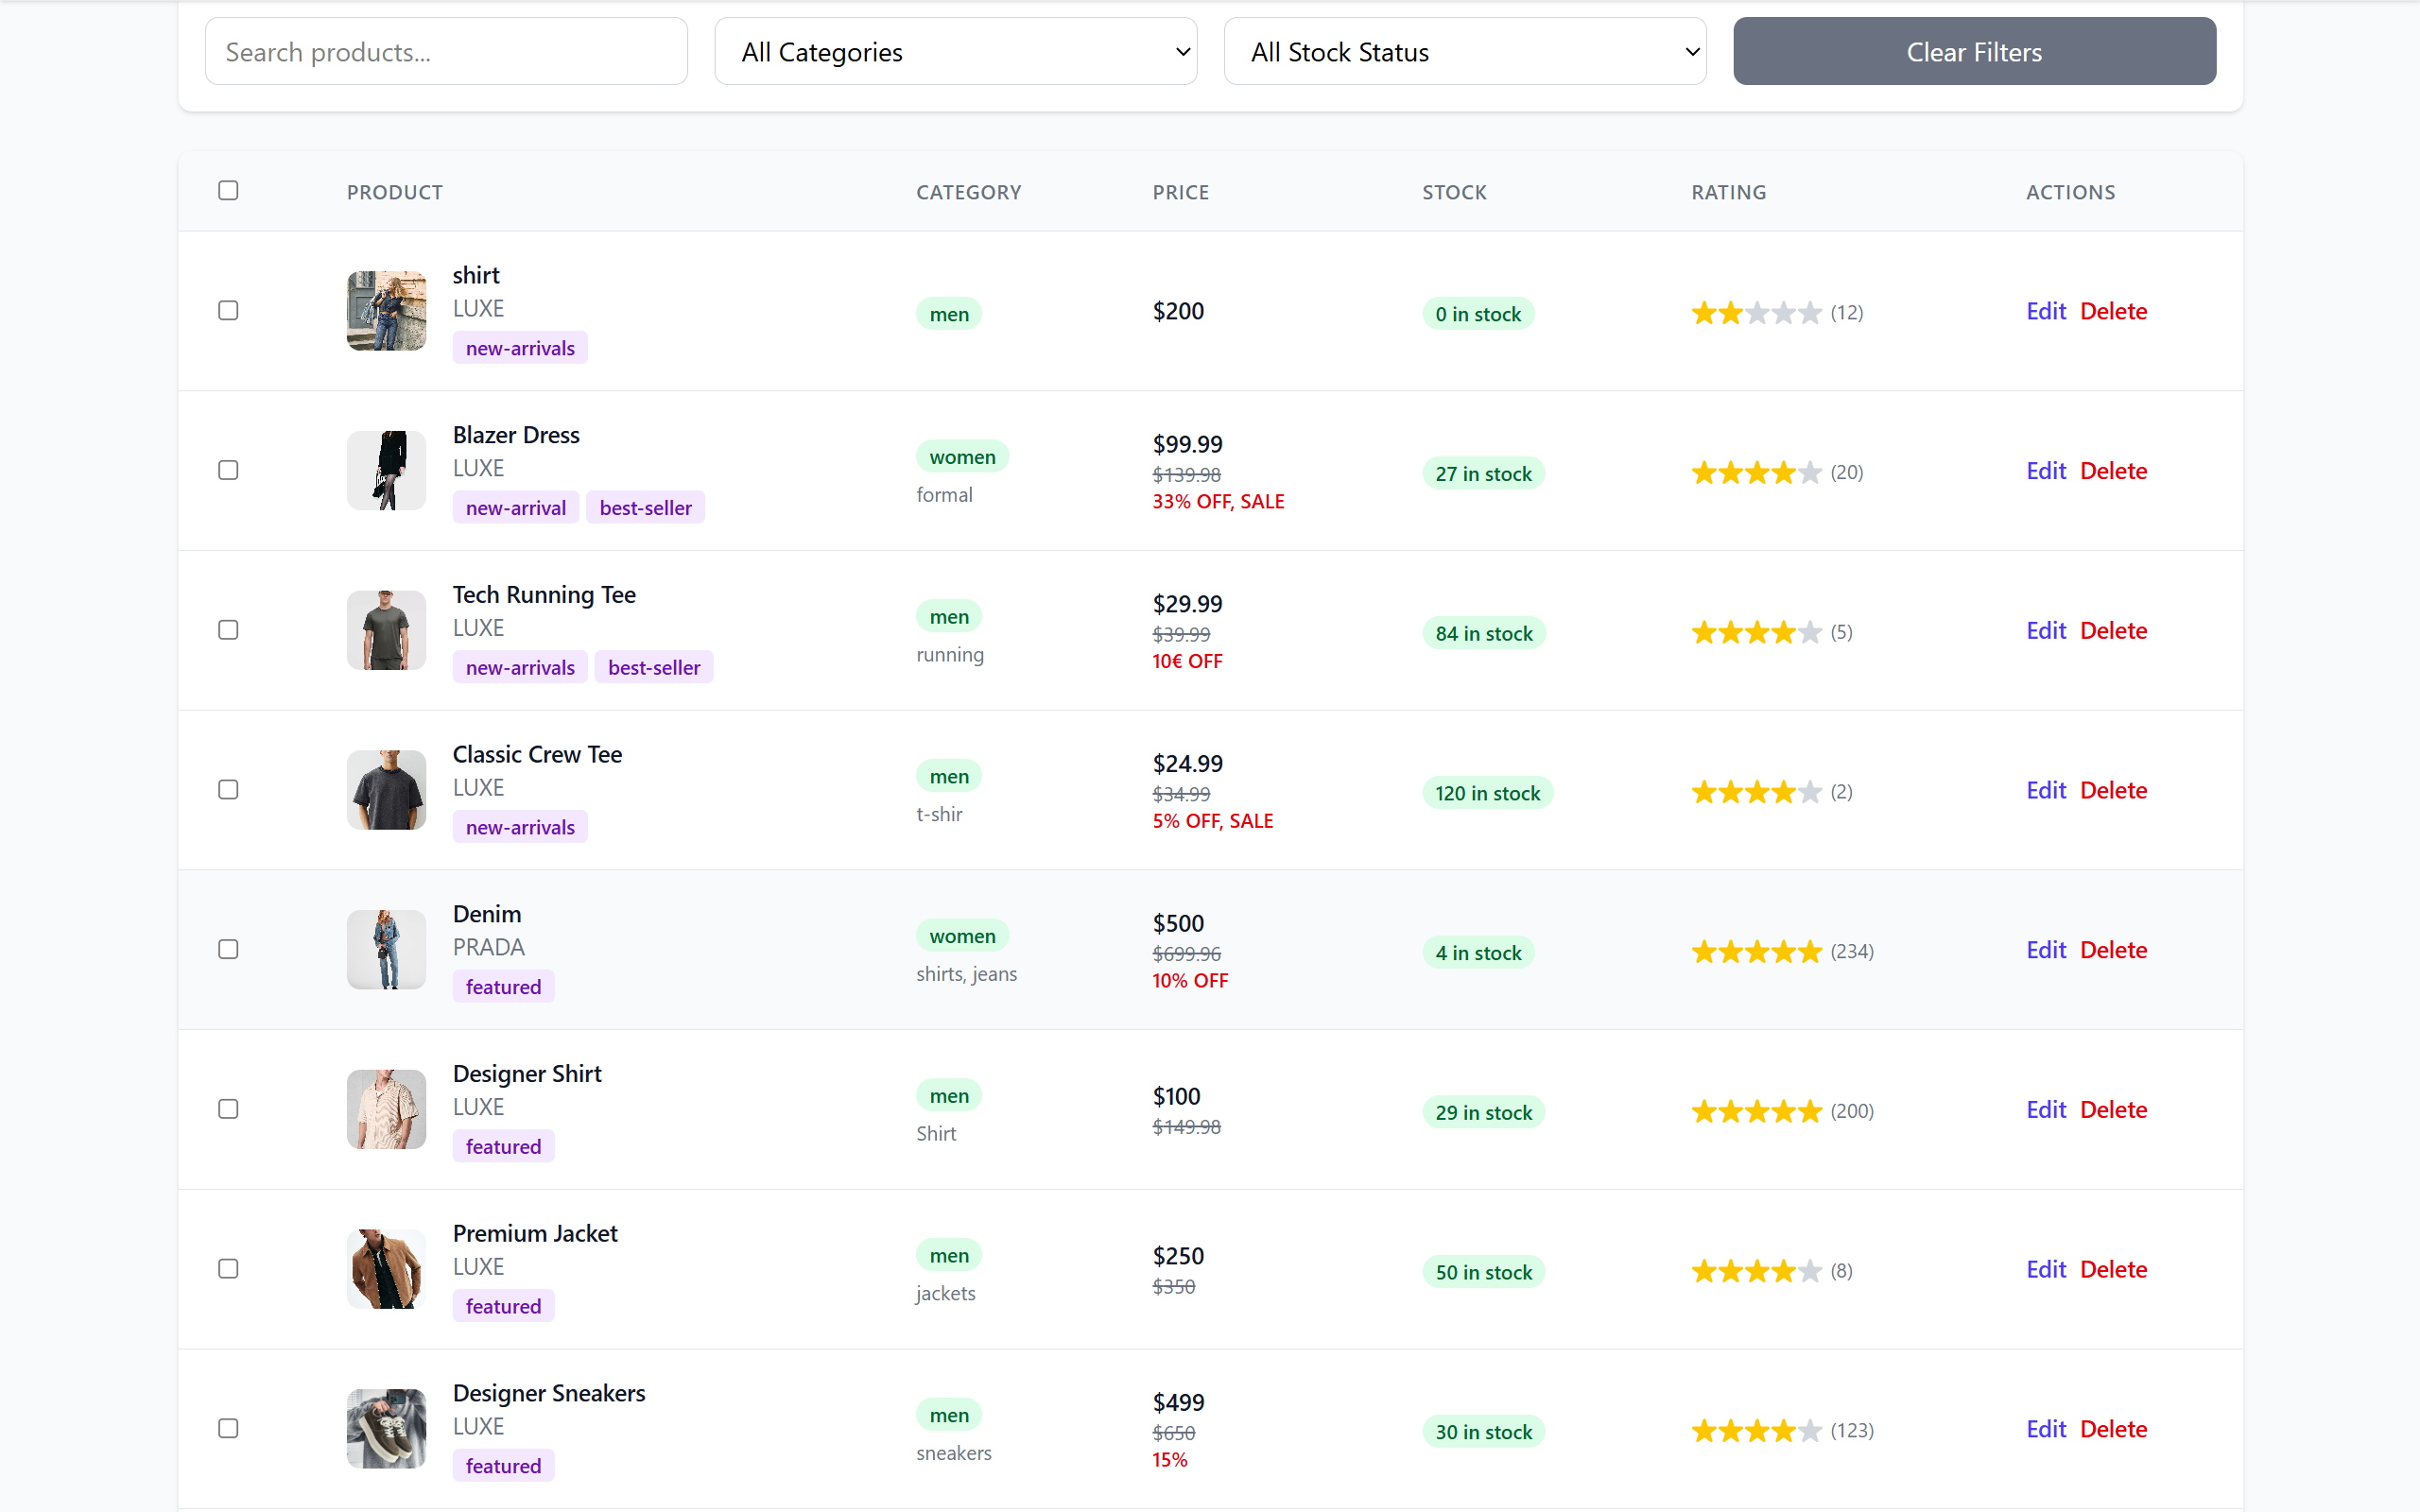 Search products...
All Categories
All Stock Status
Clear Filters
PRODUCT CATEGORY PRICE STOCK RATING ACTIONS
shirt
LUXE
new-arrivals
men
$200
0 in stock
(12)
Edit Delete
Blazer Dress
LUXE
new-arrival best-seller
women
formal
$99.99
$139.98
33% OFF, SALE
27 in stock
(20)
Edit Delete
Tech Running Tee
LUXE
new-arrivals best-seller
men
running
$29.99
$39.99
10€ OFF
84 in stock
(5)
Edit Delete
Classic Crew Tee
LUXE
new-arrivals
men
t-shir
$24.99
$34.99
5% OFF, SALE
120 in stock
(2)
Edit Delete
Denim
PRADA
featured
women
shirts, jeans
$500
$699.96
10% OFF
4 in stock
(234)
Edit Delete
Designer Shirt
LUXE
featured
men
Shirt
$100
$149.98
29 in stock
(200)
Edit Delete
Premium Jacket
LUXE
featured
men
jackets
$250
$350
50 in stock
(8)
Edit Delete
Designer Sneakers
LUXE
featured
men
sneakers
$499
$650
15%
30 in stock
(123)
Edit Delete